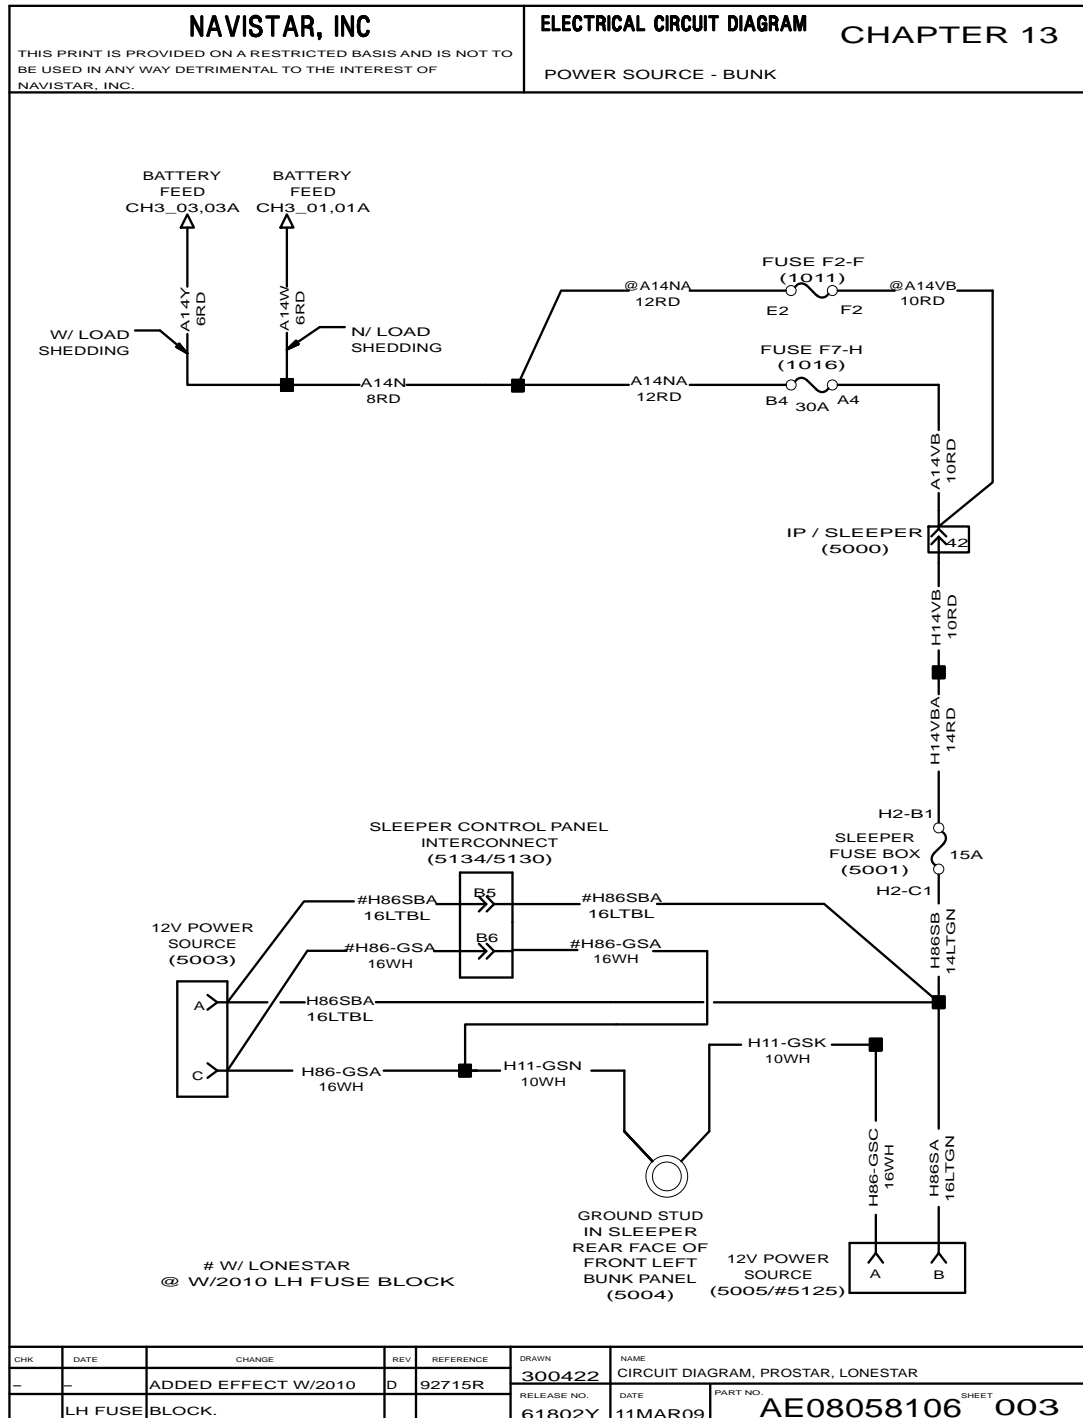 NAVISTAR, INC
THIS PRINT IS PROVIDED ON A RESTRICTED BASIS AND IS NOT TO
BE USED IN ANY WAY DETRIMENTAL TO THE INTEREST OF
NAVISTAR, INC.
ELECTRICAL CIRCUIT DIAGRAM
CHAPTER 13
POWER SOURCE - BUNK
BATTERY
FEED
CH3_03,03A
BATTERY
FEED
CH3_01,01A
A14Y
6RD
A14W
6RD
W/ LOAD
SHEDDING
N/ LOAD
SHEDDING
A14N
8RD
FUSE F2-F
(1011)
@A14NA
12RD
E2
F2
@A14VB
10RD
FUSE F7-H
(1016)
A14NA
12RD
B4
30A
A4
A14VB
10RD
IP / SLEEPER
(5000)
42
H14VB
10RD
H14VBA
14RD
H2-B1
SLEEPER
FUSE BOX
(5001)
15A
H2-C1
H86SB
14LTGN
SLEEPER CONTROL PANEL
INTERCONNECT
(5134/5130)
#H86SBA
16LTBL
B5
#H86SBA
16LTBL
#H86-GSA
16WH
B6
#H86-GSA
16WH
12V POWER
SOURCE
(5003)
A
H86SBA
16LTBL
C
H86-GSA
16WH
H11-GSN
10WH
H11-GSK
10WH
H86-GSC
16WH
H86SA
16LTGN
GROUND STUD
IN SLEEPER
REAR FACE OF
FRONT LEFT
BUNK PANEL
(5004)
12V POWER
SOURCE
(5005/#5125)
A
B
# W/ LONESTAR
@ W/2010 LH FUSE BLOCK
CHK DATE CHANGE REV REFERENCE
– – ADDED EFFECT W/2010 D 92715R
LH FUSE BLOCK.
DRAWN
300422
NAME
CIRCUIT DIAGRAM, PROSTAR, LONESTAR
RELEASE NO.
61802Y
DATE
11MAR09
PART NO.
AE08058106
SHEET
003